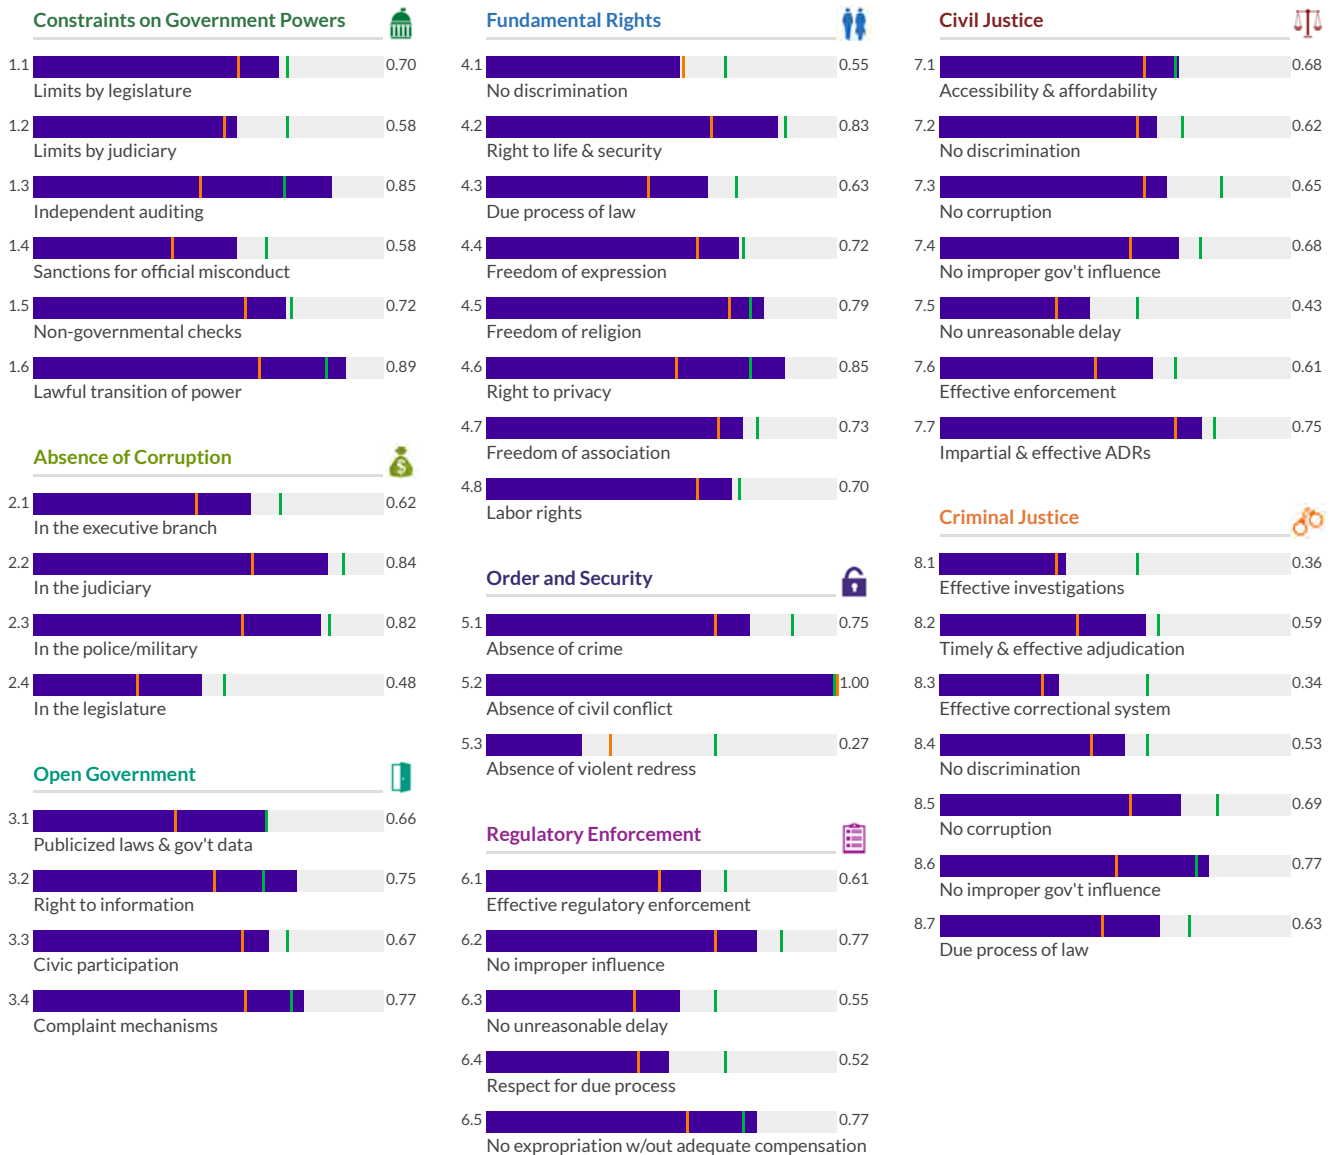 Constraints on Government Powers
1.1 0.70
Limits by legislature
1.2 0.58
Limits by judiciary
1.3 0.85
Independent auditing
1.4 0.58
Sanctions for official misconduct
1.5 0.72
Non-governmental checks
1.6 0.89
Lawful transition of power
Absence of Corruption
$
2.1 0.62
In the executive branch
2.2 0.84
In the judiciary
2.3 0.82
In the police/military
2.4 0.48
In the legislature
Open Government
3.1 0.66
Publicized laws & gov't data
3.2 0.75
Right to information
3.3 0.67
Civic participation
3.4 0.77
Complaint mechanisms
Fundamental Rights
4.1 0.55
No discrimination
4.2 0.83
Right to life & security
4.3 0.63
Due process of law
4.4 0.72
Freedom of expression
4.5 0.79
Freedom of religion
4.6 0.85
Right to privacy
4.7 0.73
Freedom of association
4.8 0.70
Labor rights
Order and Security
5.1 0.75
Absence of crime
5.2 1.00
Absence of civil conflict
5.3 0.27
Absence of violent redress
Regulatory Enforcement
6.1 0.61
Effective regulatory enforcement
6.2 0.77
No improper influence
6.3 0.55
No unreasonable delay
6.4 0.52
Respect for due process
6.5 0.77
No expropriation w/out adequate compensation
Civil Justice
7.1 0.68
Accessibility & affordability
7.2 0.62
No discrimination
7.3 0.65
No corruption
7.4 0.68
No improper gov't influence
7.5 0.43
No unreasonable delay
7.6 0.61
Effective enforcement
7.7 0.75
Impartial & effective ADRs
Criminal Justice
8.1 0.36
Effective investigations
8.2 0.59
Timely & effective adjudication
8.3 0.34
Effective correctional system
8.4 0.53
No discrimination
8.5 0.69
No corruption
8.6 0.77
No improper gov't influence
8.7 0.63
Due process of law